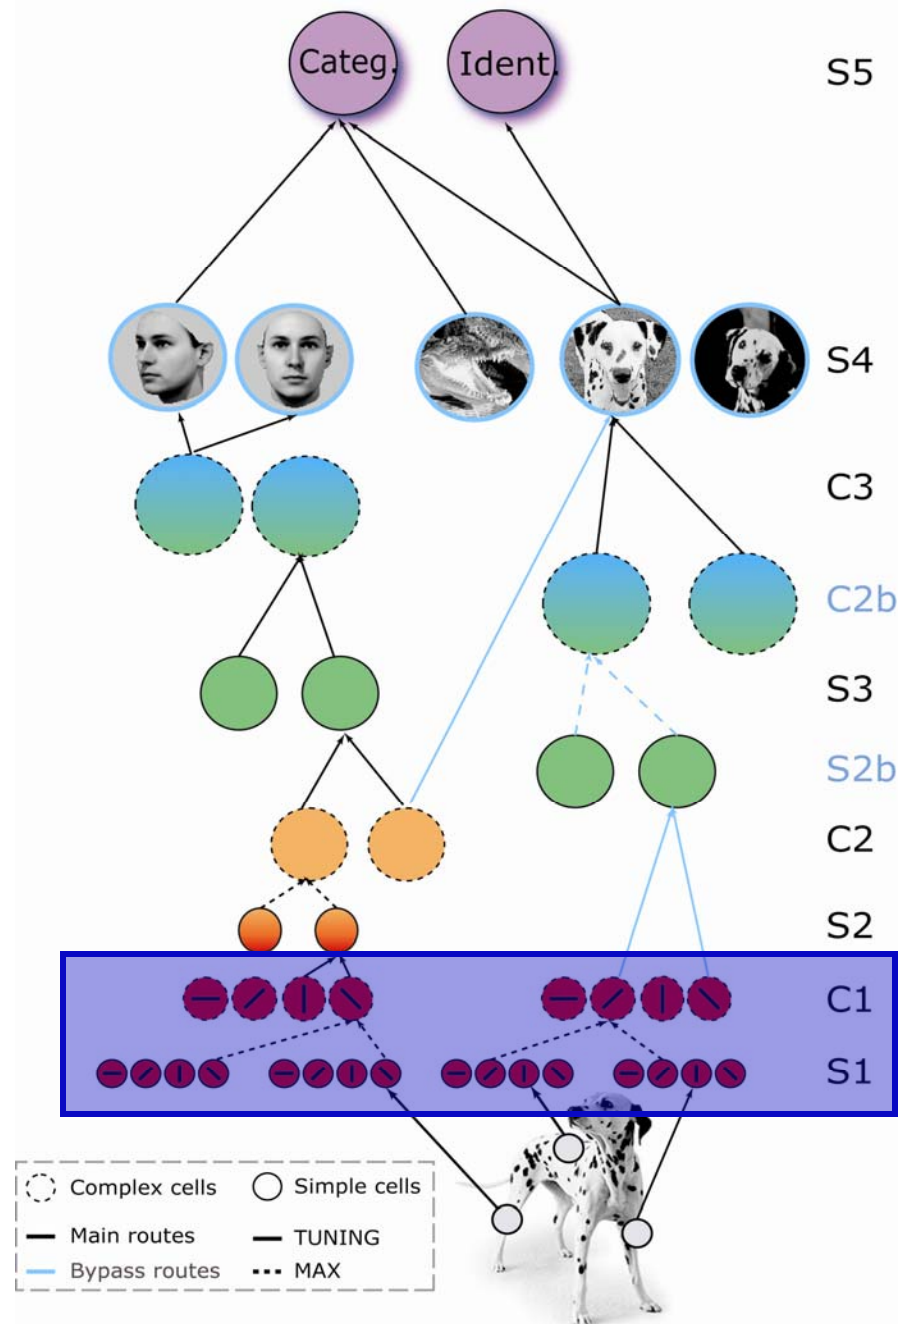 Categ.
Ident.
S5
S4
C3
C2b
S3
S2b
C2
S2
C1
S1
Complex cells
Simple cells
Main routes
TUNING
Bypass routes
MAX